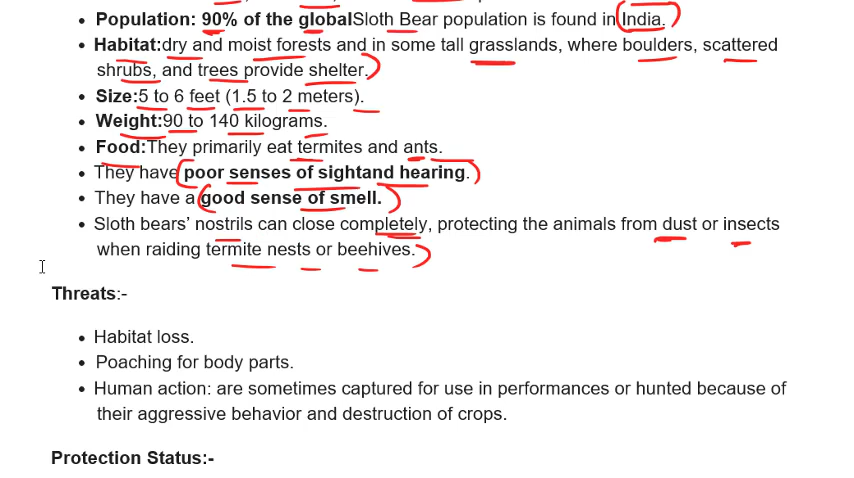 • Population: 90% of the globalSloth Bear population is found in India.
• Habitat:dry and moist forests and in some tall grasslands, where boulders, scattered
shrubs, and trees provide shelter.
• Size:5 to 6 feet (1.5 to 2 meters).
• Weight:90 to 140 kilograms.
• Food:They primarily eat termites and ants.
• They have poor senses of sightand hearing.
• They have a good sense of smell.
• Sloth bears’ nostrils can close completely, protecting the animals from dust or insects
when raiding termite nests or beehives.
Threats:-
• Habitat loss.
• Poaching for body parts.
• Human action: are sometimes captured for use in performances or hunted because of
their aggressive behavior and destruction of crops.
Protection Status:-